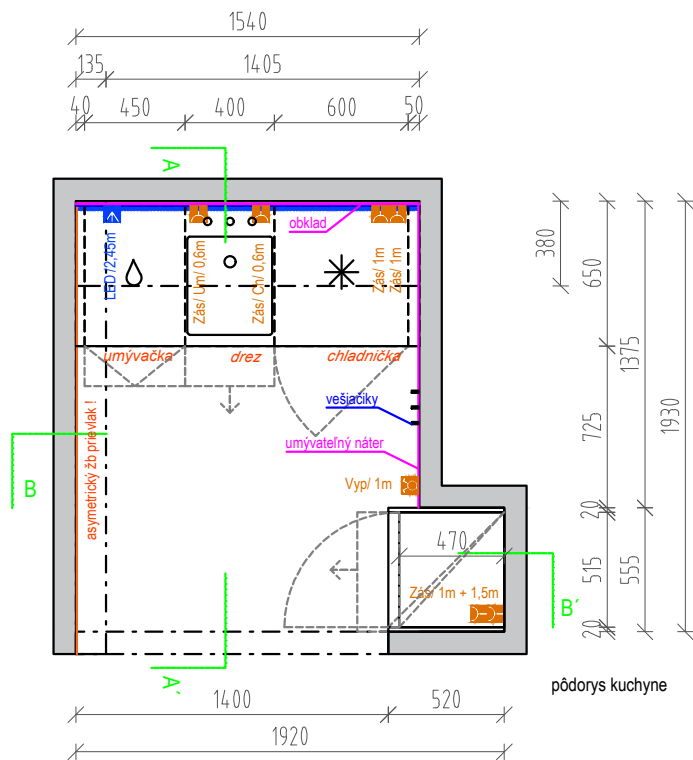 1540
135
1405
40
450
400
600
50
A
obklad
LED/2,45m
Zás/ Um/ 0,6m
Zás/ Ch/ 0,6m
Zás/ 1m
Zás/ 1m
380
650
1375
1930
umývačka
drez
chladnička
vešiačiky
725
umývateľný náter
asymetrický žb prievlak !
B
Vyp/ 1m
20
470
515
555
Zás/ 1m + 1,5m
B´
20
A´
pôdorys kuchyne
1400
520
1920